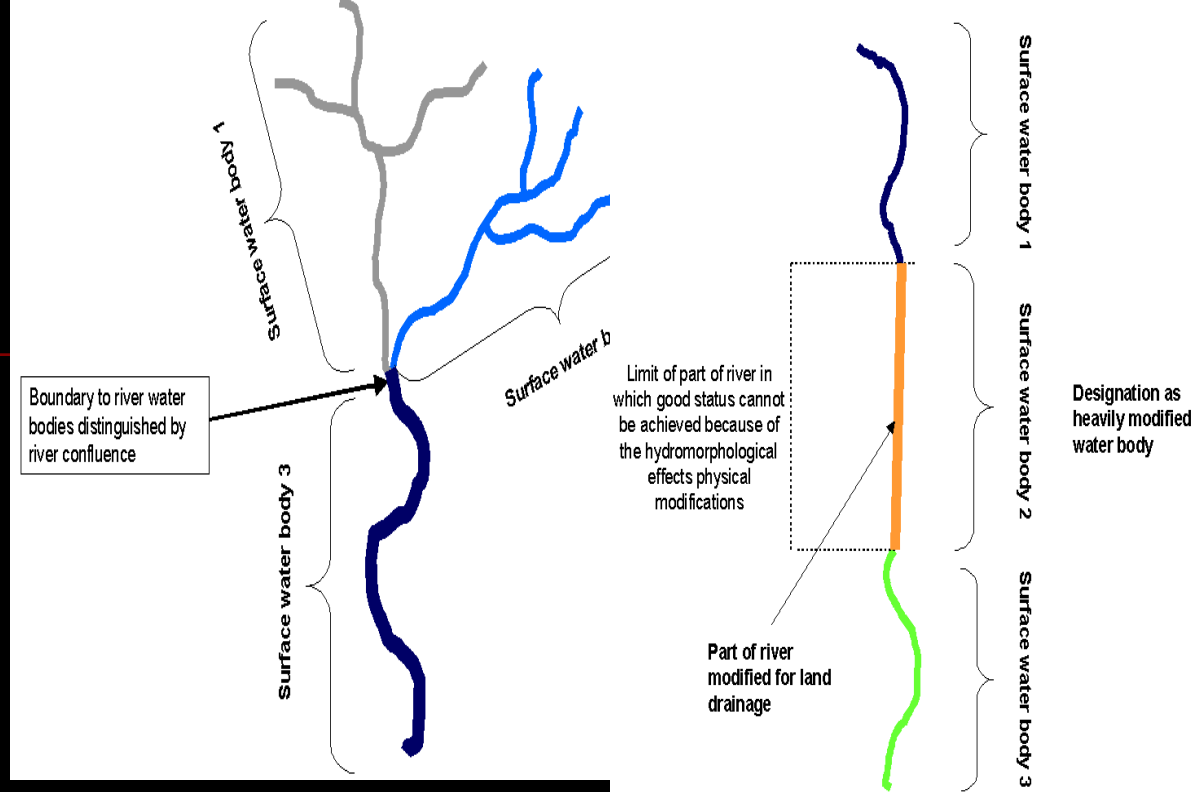 Surface water body 1
Surface water b
Boundary to river water
bodies distinguished by
river confluence
Surface water body 3
Surface water body 1
Surface water body 2
Surface water body 3
Limit of part of river in
which good status cannot
be achieved because of
the hydromorphological
effects physical
modifications
Designation as
heavily modified
water body
Part of river
modified for land
drainage